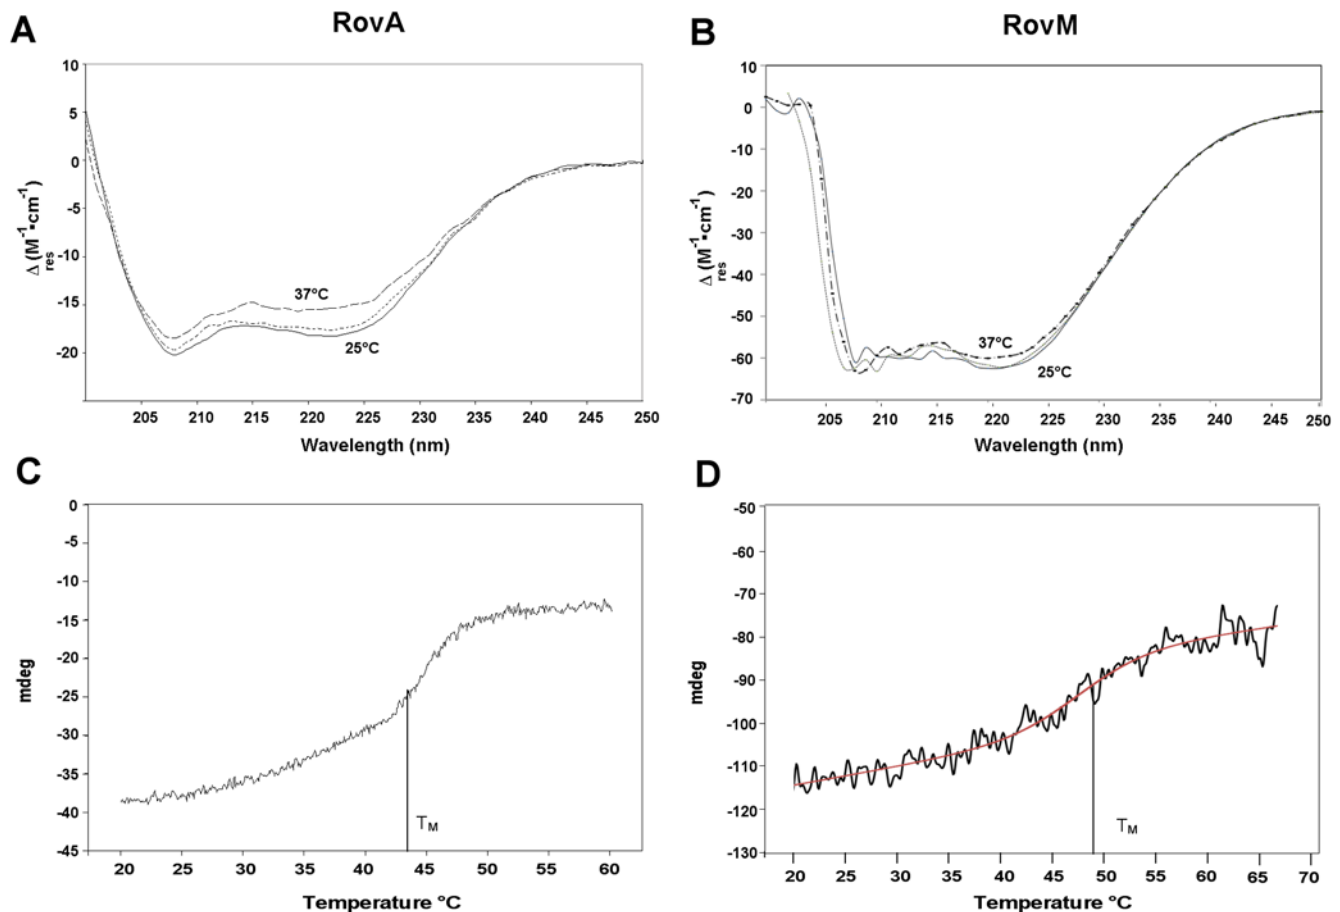 A
RovA
B
RovM
10
5
0
-5
-10
-15
-20
Δres (M⁻¹•cm⁻¹)
37°C
25°C
205 210 215 220 225 230 235 240 245 250
Wavelength (nm)
10
0
-10
-20
-30
-40
-50
-60
-70
Δres (M⁻¹•cm⁻¹)
37°C
25°C
205 210 215 220 225 230 235 240 245 250
Wavelength (nm)
C
0
-5
-10
-15
-20
-25
-30
-35
-40
-45
mdeg
TM
20 25 30 35 40 45 50 55 60
Temperature °C
D
-50
-60
-70
-80
-90
-100
-110
-120
-130
mdeg
TM
20 25 30 35 40 45 50 55 60 65 70
Temperature °C